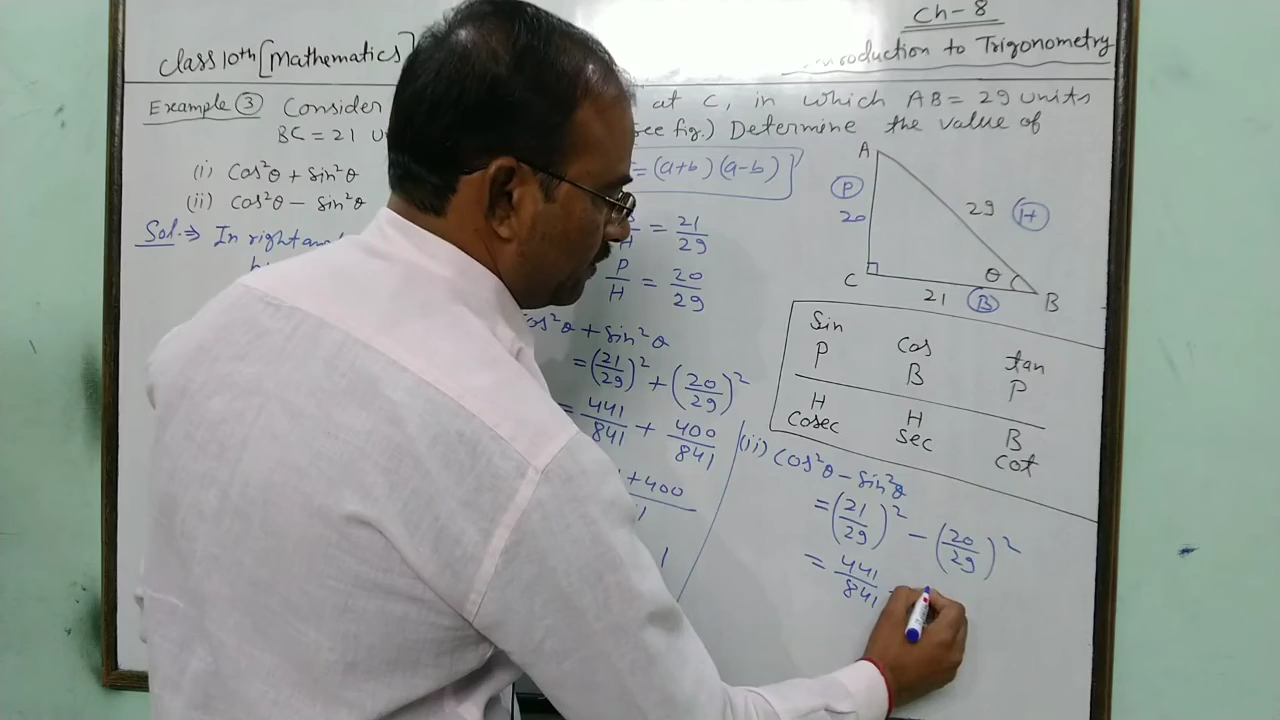 Class 10th [Mathematics]
Ch-8
Introduction to Trigonometry
Example ③ Consider at C, in which AB = 29 units
BC = 21 (see fig.) Determine the value of
(i) Cos²θ + Sin²θ
(ii) Cos²θ - Sin²θ
= (a+b) (a-b) }
Sol. ⇒ In right
= 21/29
P/H = 20/29
Cos²θ + Sin²θ
= (21/29)² + (20/29)²
= 441/841 + 400/841
+ 400
1
A
P
20
29
H
C
21
B
θ
B
Sin Cos tan
P B P
H H B
Cosec Sec Cot
(ii) Cos²θ - Sin²θ
= (21/29)² - (20/29)²
= 441/841 -